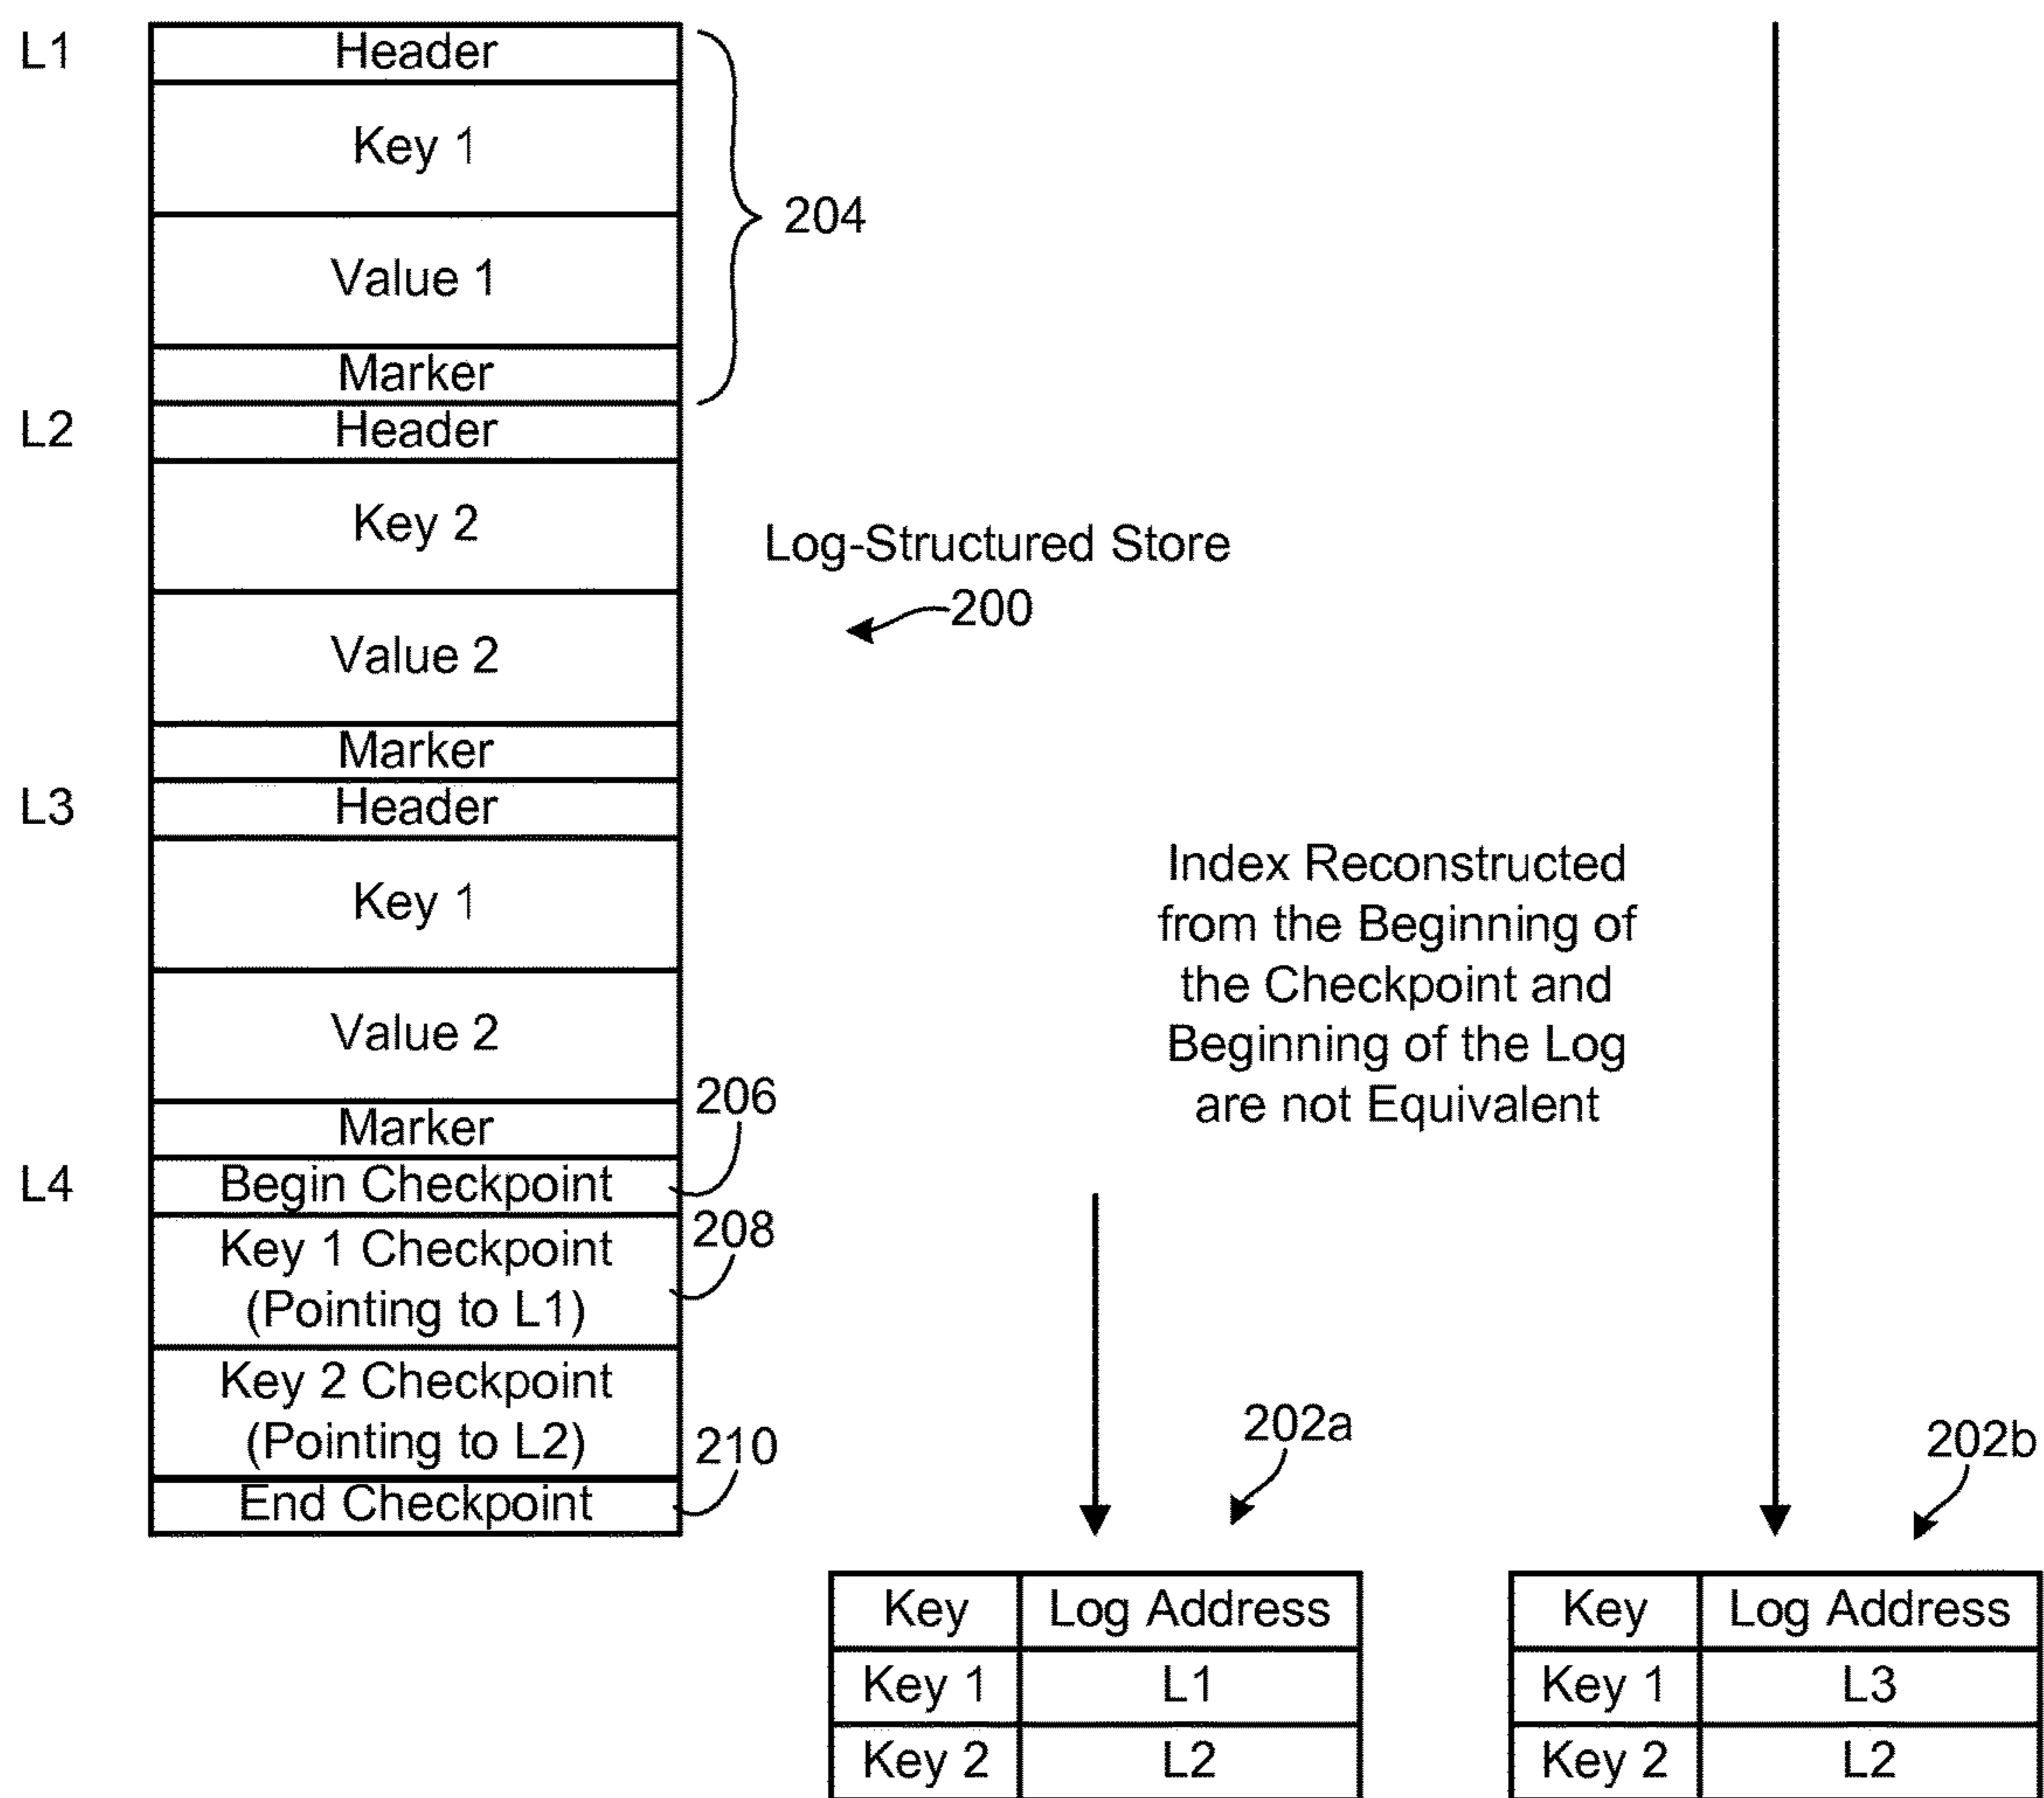 L1
Header
Key 1
Value 1
Marker
204
L2
Header
Key 2
Value 2
Marker
Log-Structured Store
200
L3
Header
Key 1
Value 2
Marker
Index Reconstructed
from the Beginning of
the Checkpoint and
Beginning of the Log
are not Equivalent
206
L4
Begin Checkpoint
208
Key 1 Checkpoint
(Pointing to L1)
Key 2 Checkpoint
(Pointing to L2)
210
End Checkpoint
202a
Key Log Address
Key 1 L1
Key 2 L2
202b
Key Log Address
Key 1 L3
Key 2 L2